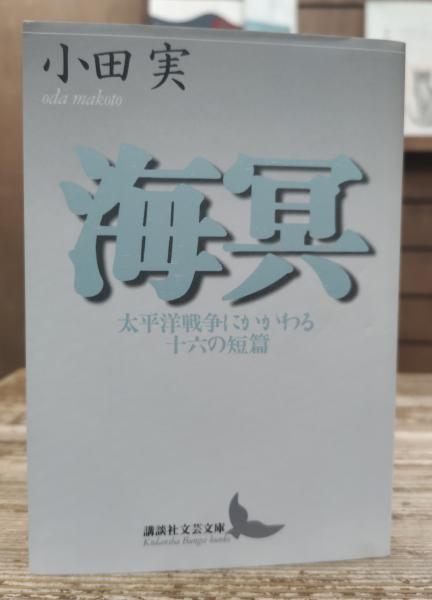 小田 実
oda makoto
海冥
太平洋戦争にかかわる
十六の短篇
講談社文芸文庫
Kodansha Bungei bunko